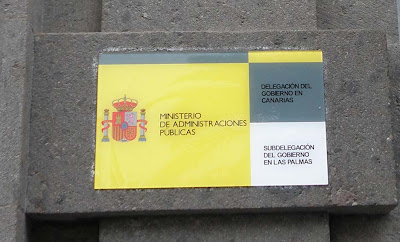 MINISTERIO
DE ADMINISTRACIONES
PÚBLICAS
DELEGACIÓN DEL
GOBIERNO EN
CANARIAS
SUBDELEGACIÓN
DEL GOBIERNO
EN LAS PALMAS